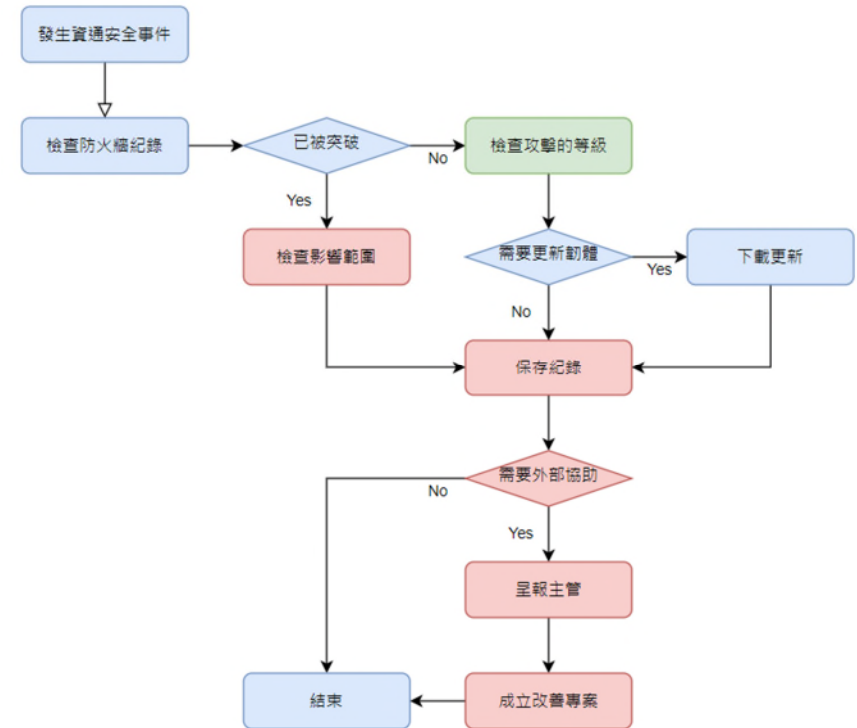 發生資通安全事件
檢查防火牆紀錄
已被突破
No
檢查攻擊的等級
Yes
檢查影響範圍
需要更新韌體
Yes
下載更新
No
保存紀錄
需要外部協助
No
Yes
呈報主管
結束
成立改善專案